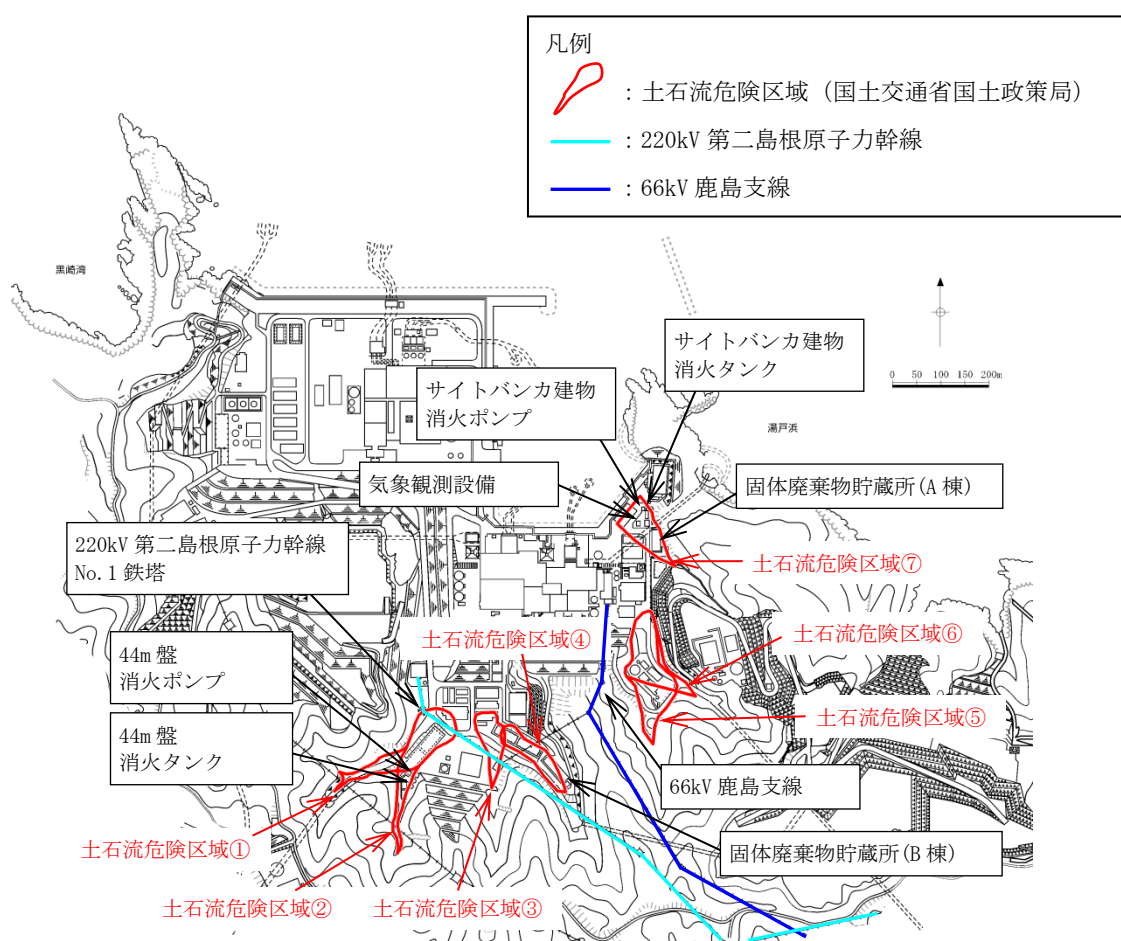 凡例
：土石流危険区域（国土交通省国土政策局）
：220kV 第二島根原子力幹線
：66kV 鹿島支線
黒崎湾
サイトバンカ建物
消火タンク
0 50 100 150 200m
サイトバンカ建物
消火ポンプ
湯戸浜
気象観測設備
固体廃棄物貯蔵所(A 棟)
220kV 第二島根原子力幹線
No.1 鉄塔
土石流危険区域⑦
土石流危険区域④
土石流危険区域⑥
44m 盤
消火ポンプ
土石流危険区域⑤
44m 盤
消火タンク
66kV 鹿島支線
土石流危険区域①
固体廃棄物貯蔵所(B 棟)
土石流危険区域②
土石流危険区域③